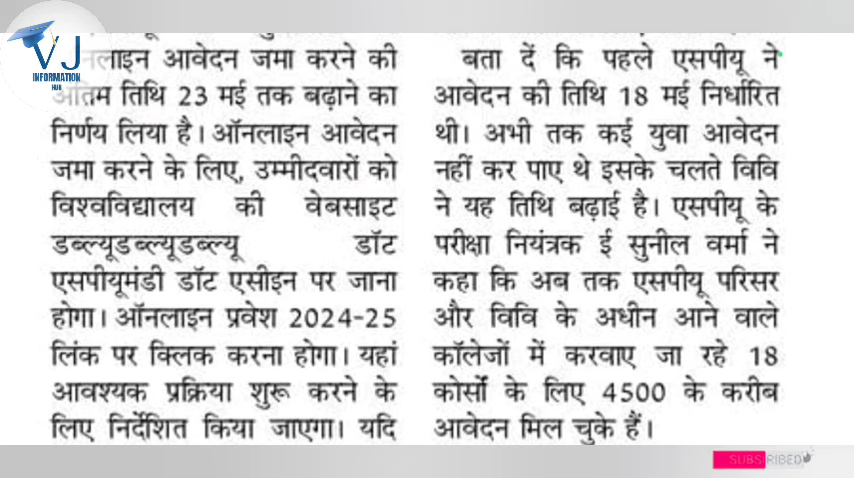 VJ
INFORMATION
HUB
लाइन आवेदन जमा करने की
अंतिम तिथि 23 मई तक बढ़ाने का
निर्णय लिया है। ऑनलाइन आवेदन
जमा करने के लिए, उम्मीदवारों को
विश्वविद्यालय की वेबसाइट
डब्ल्यूडब्ल्यूडब्ल्यू डॉट
एसपीयूमंडी डॉट एसीइन पर जाना
होगा। ऑनलाइन प्रवेश 2024-25
लिंक पर क्लिक करना होगा। यहां
आवश्यक प्रक्रिया शुरू करने के
लिए निर्देशित किया जाएगा। यदि
बता दें कि पहले एसपीयू ने
आवेदन की तिथि 18 मई निर्धारित
थी। अभी तक कई युवा आवेदन
नहीं कर पाए थे इसके चलते विवि
ने यह तिथि बढ़ाई है। एसपीयू के
परीक्षा नियंत्रक ई सुनील वर्मा ने
कहा कि अब तक एसपीयू परिसर
और विवि के अधीन आने वाले
कॉलेजों में करवाए जा रहे 18
कोर्सों के लिए 4500 के करीब
आवेदन मिल चुके हैं।
SUBSCRIBED